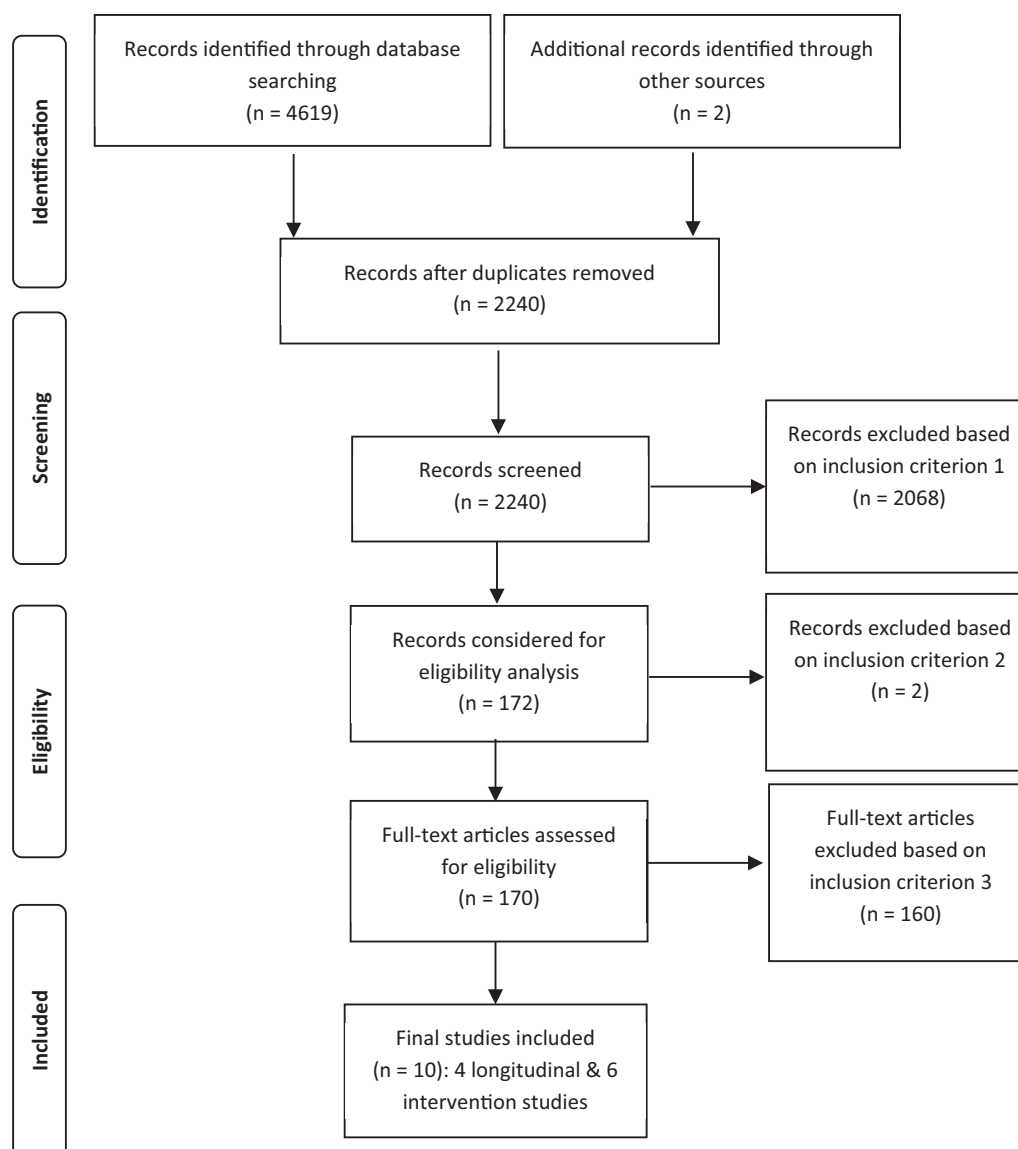 Identification
Records identified through database
searching
(n = 4619)
Additional records identified through
other sources
(n = 2)
Records after duplicates removed
(n = 2240)
Screening
Records screened
(n = 2240)
Records excluded based
on inclusion criterion 1
(n = 2068)
Eligibility
Records considered for
eligibility analysis
(n = 172)
Records excluded based
on inclusion criterion 2
(n = 2)
Full-text articles assessed
for eligibility
(n = 170)
Full-text articles
excluded based on
inclusion criterion 3
(n = 160)
Included
Final studies included
(n = 10): 4 longitudinal & 6
intervention studies